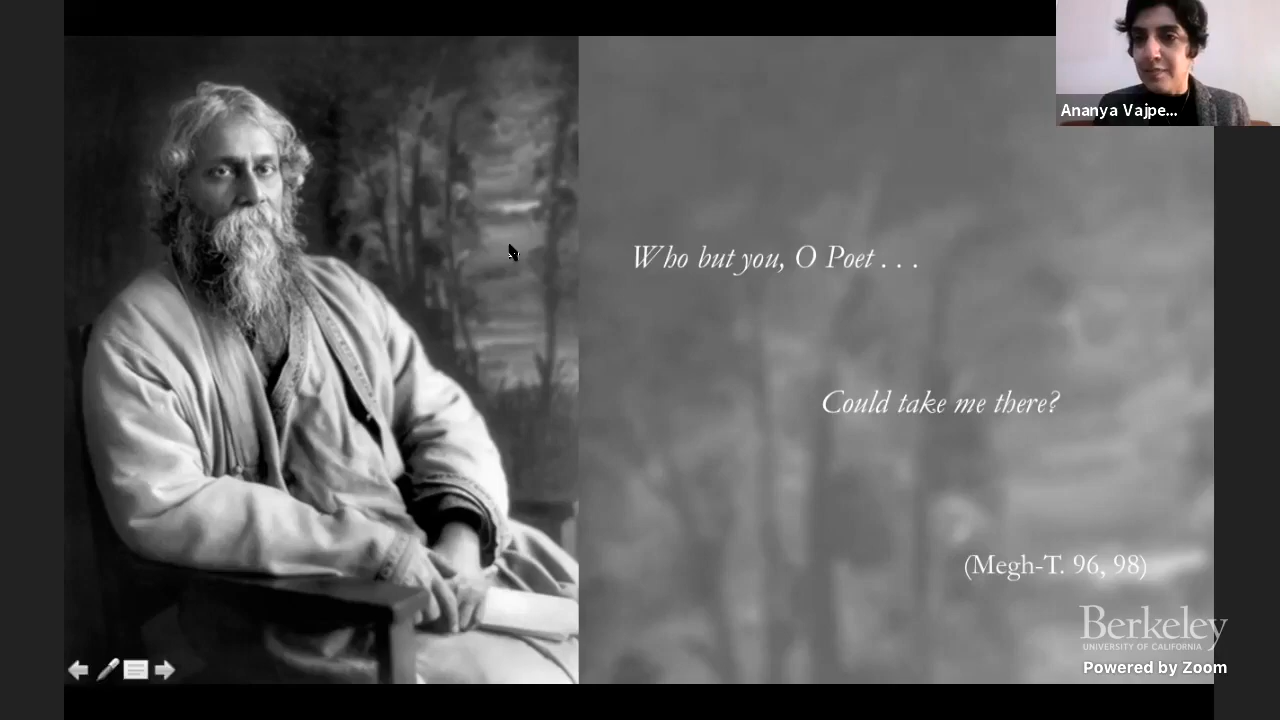 Ananya Vajpe...
Who but you, O Poet . . .
Could take me there?
(Megh-T. 96, 98)
Berkeley
UNIVERSITY OF CALIFORNIA
Powered by Zoom